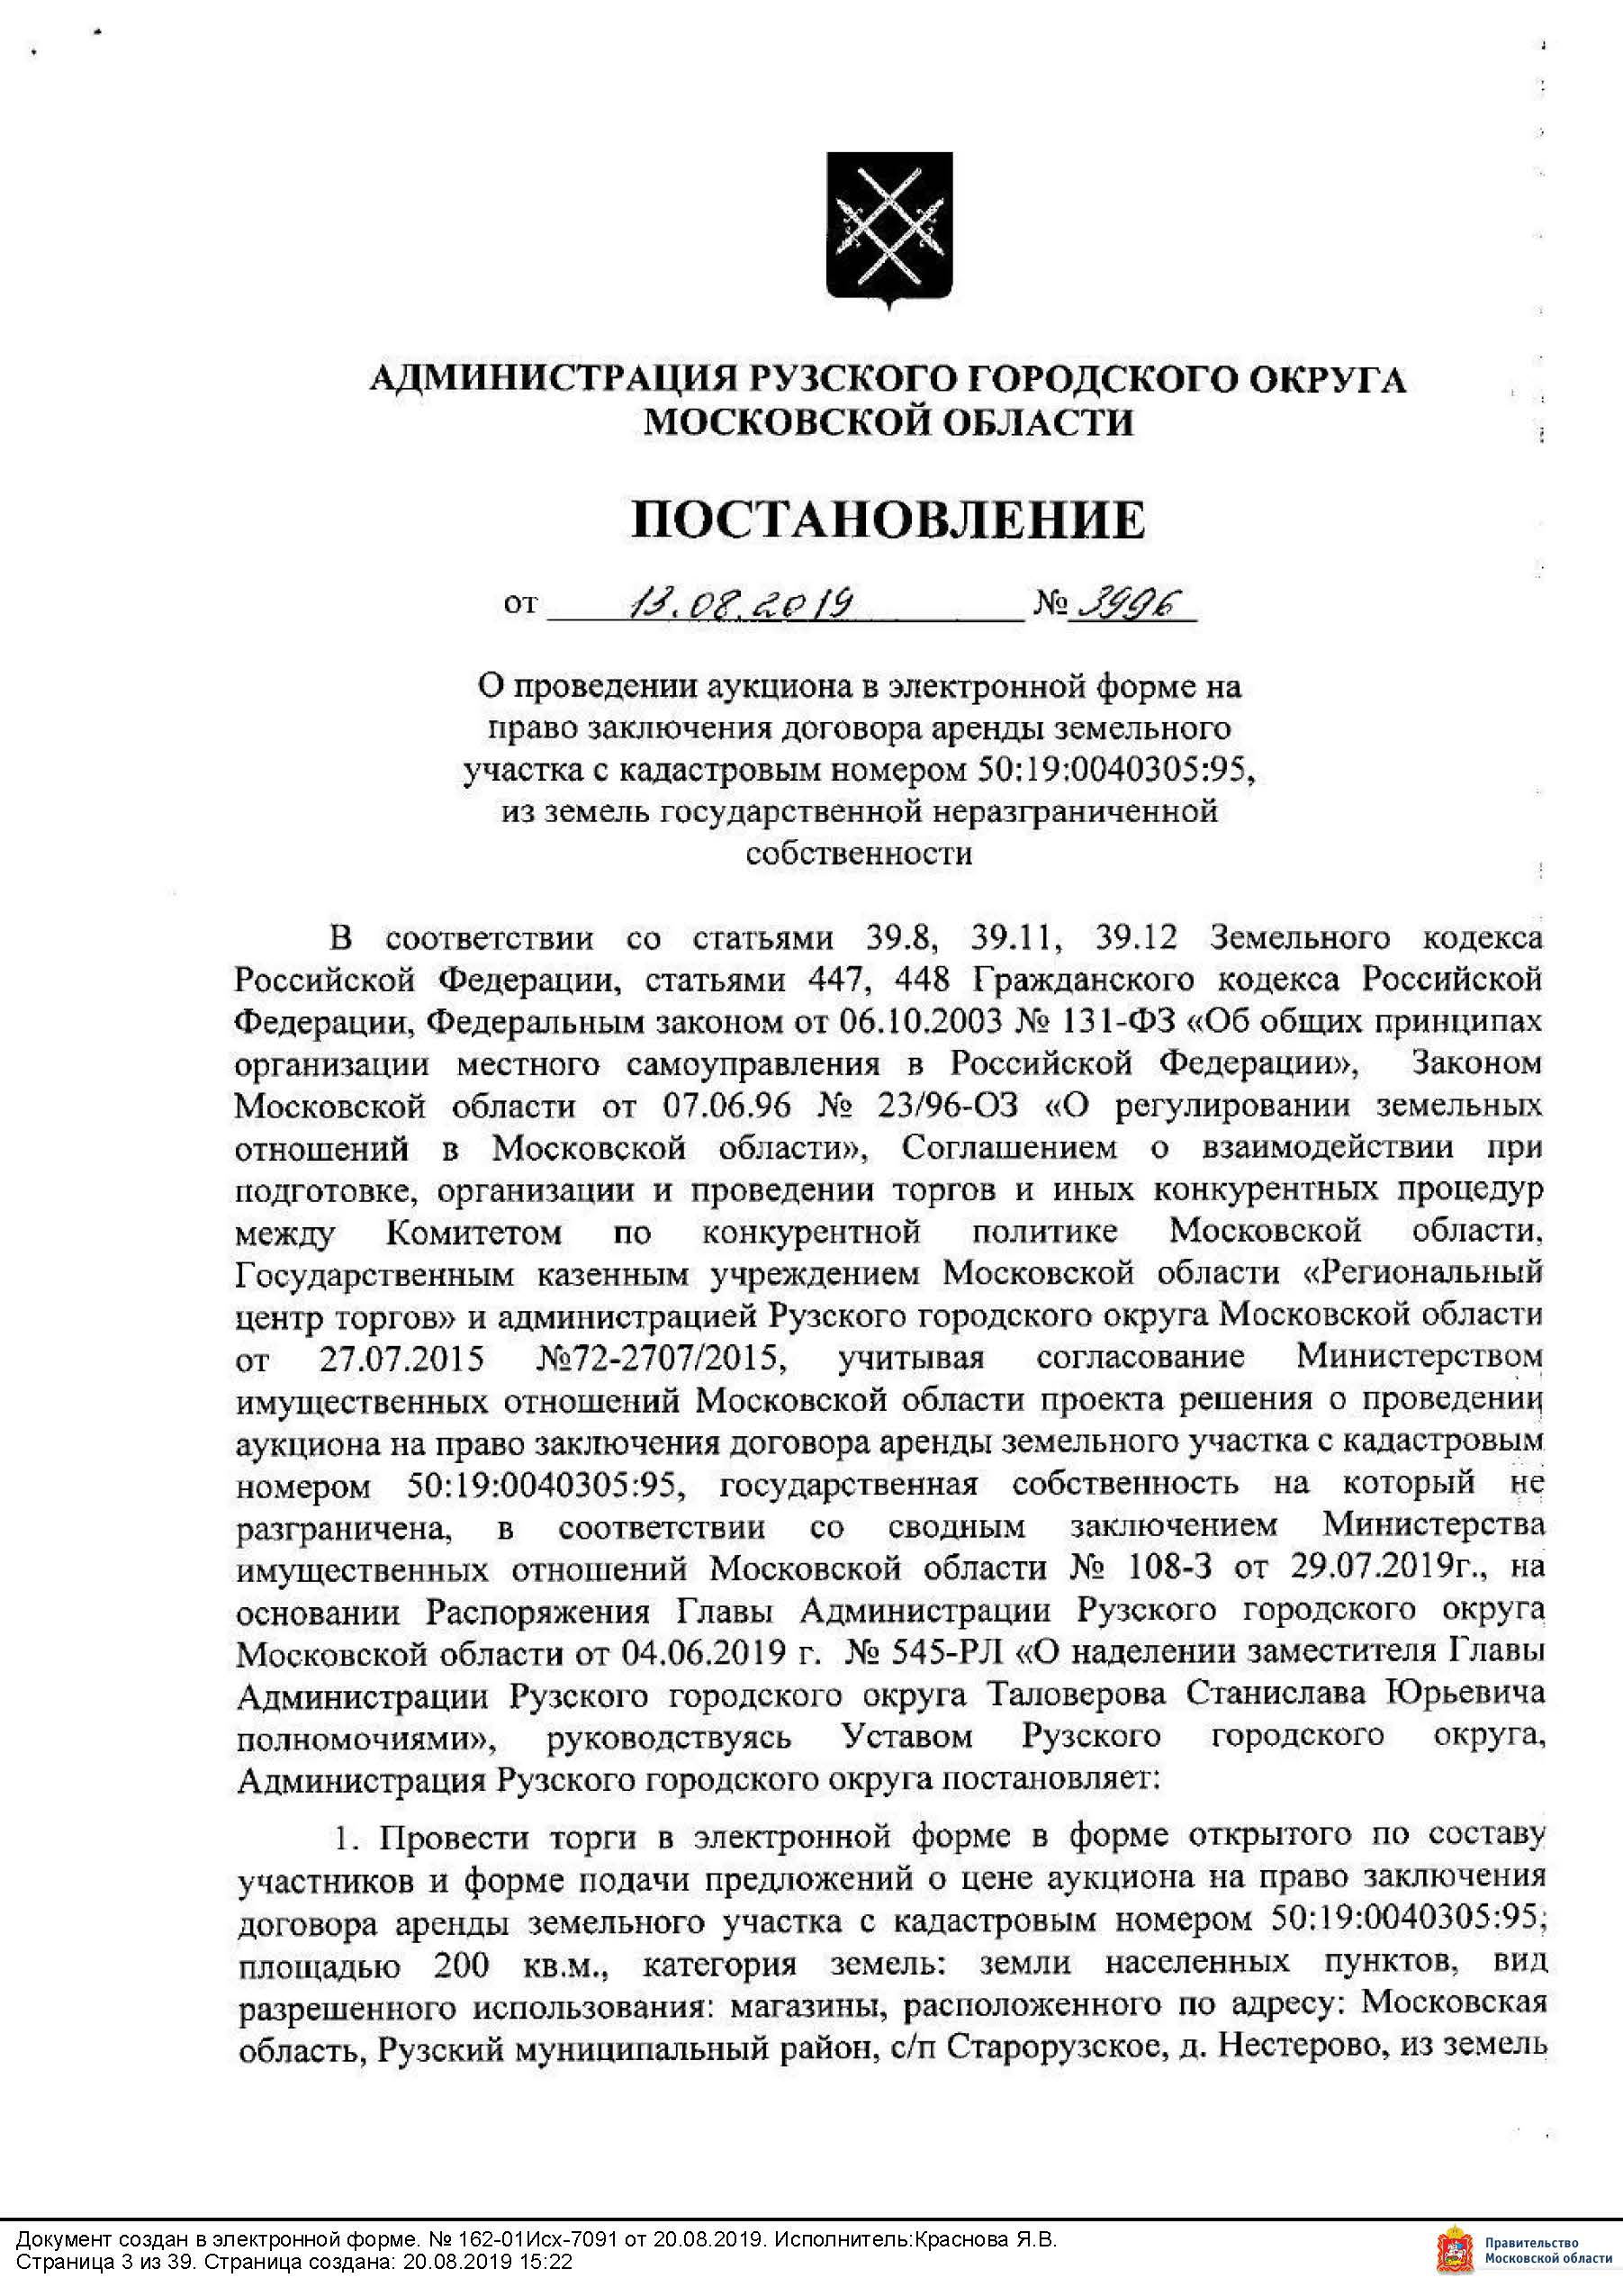 АДМИНИСТРАЦИЯ РУЗСКОГО ГОРОДСКОГО ОКРУГА
МОСКОВСКОЙ ОБЛАСТИ
ПОСТАНОВЛЕНИЕ
от 13.08.2019 № 3996
О проведении аукциона в электронной форме на
право заключения договора аренды земельного
участка с кадастровым номером 50:19:0040305:95,
из земель государственной неразграниченной
собственности
В соответствии со статьями 39.8, 39.11, 39.12 Земельного кодекса
Российской Федерации, статьями 447, 448 Гражданского кодекса Российской
Федерации, Федеральным законом от 06.10.2003 № 131-ФЗ «Об общих принципах
организации местного самоуправления в Российской Федерации», Законом
Московской области от 07.06.96 № 23/96-ОЗ «О регулировании земельных
отношений в Московской области», Соглашением о взаимодействии при
подготовке, организации и проведении торгов и иных конкурентных процедур
между Комитетом по конкурентной политике Московской области,
Государственным казенным учреждением Московской области «Региональный
центр торгов» и администрацией Рузского городского округа Московской области
от 27.07.2015 №72-2707/2015, учитывая согласование Министерством
имущественных отношений Московской области проекта решения о проведении
аукциона на право заключения договора аренды земельного участка с кадастровым
номером 50:19:0040305:95, государственная собственность на который не
разграничена, в соответствии со сводным заключением Министерства
имущественных отношений Московской области № 108-З от 29.07.2019г., на
основании Распоряжения Главы Администрации Рузского городского округа
Московской области от 04.06.2019 г. № 545-РЛ «О наделении заместителя Главы
Администрации Рузского городского округа Таловерова Станислава Юрьевича
полномочиями», руководствуясь Уставом Рузского городского округа,
Администрация Рузского городского округа постановляет:
1. Провести торги в электронной форме в форме открытого по составу
участников и форме подачи предложений о цене аукциона на право заключения
договора аренды земельного участка с кадастровым номером 50:19:0040305:95;
площадью 200 кв.м., категория земель: земли населенных пунктов, вид
разрешенного использования: магазины, расположенного по адресу: Московская
область, Рузский муниципальный район, с/п Старорузское, д. Нестерово, из земель
Документ создан в электронной форме. № 162-01Исх-7091 от 20.08.2019. Исполнитель:Краснова Я.В.
Страница 3 из 39. Страница создана: 20.08.2019 15:22
Правительство
Московской области